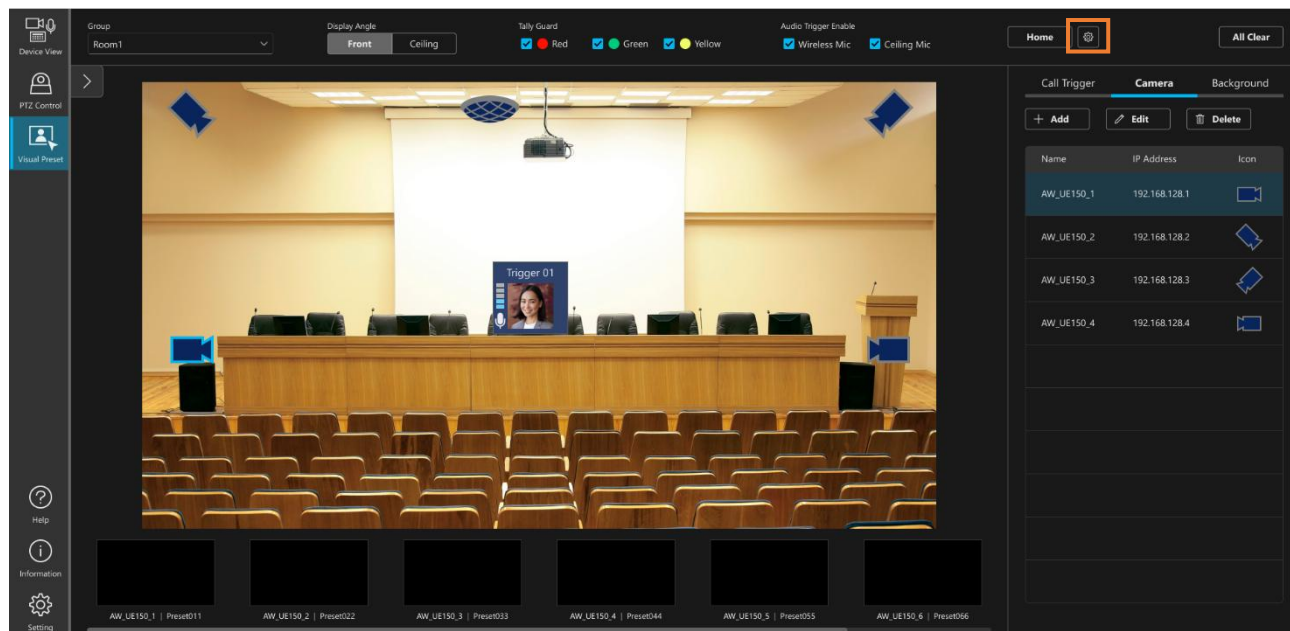 Device View
PTZ Control
Visual Preset
Help
Information
Setting
Group
Room1
Display Angle
Front Ceiling
Tally Guard
Red Green Yellow
Audio Trigger Enable
Wireless Mic Ceiling Mic
Home
All Clear
Trigger 01
AW_UE150_1 | Preset011
AW_UE150_2 | Preset022
AW_UE150_3 | Preset033
AW_UE150_4 | Preset044
AW_UE150_5 | Preset055
AW_UE150_6 | Preset066
Call Trigger Camera Background
+ Add Edit Delete
Name IP Address Icon
AW_UE150_1 192.168.128.1
AW_UE150_2 192.168.128.2
AW_UE150_3 192.168.128.3
AW_UE150_4 192.168.128.4